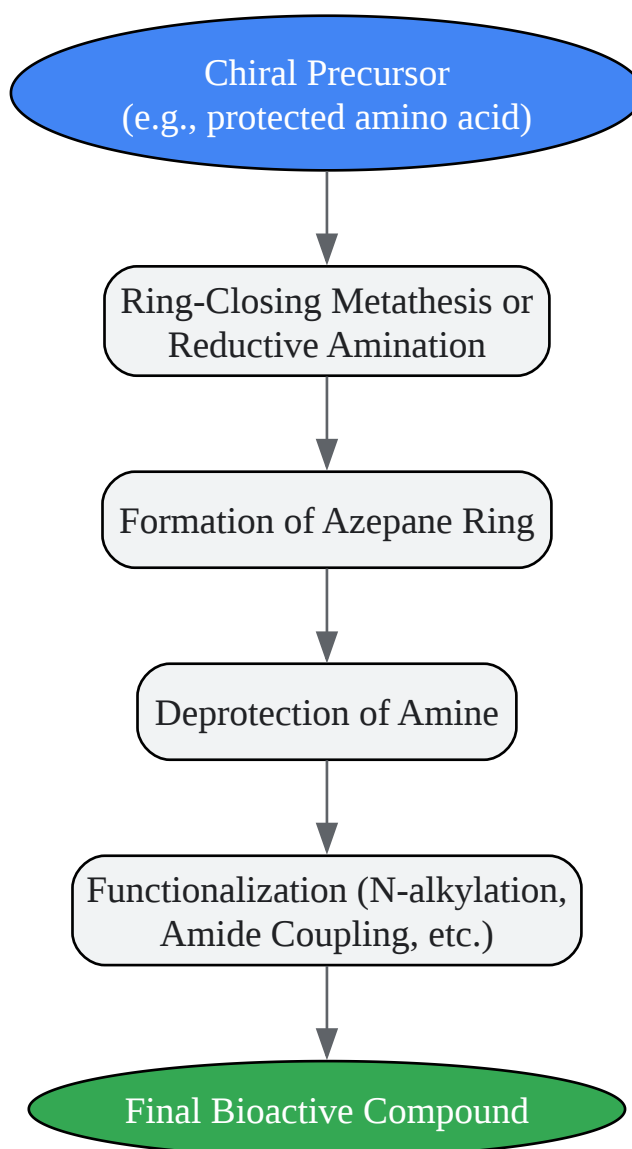 Chiral Precursor
(e.g., protected amino acid)
Ring-Closing Metathesis or
Reductive Amination
Formation of Azepane Ring
Deprotection of Amine
Functionalization (N-alkylation,
Amide Coupling, etc.)
Final Bioactive Compound